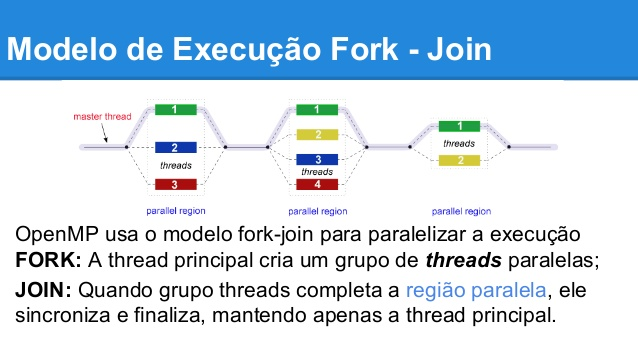 Modelo de Execução Fork - Join
master thread
1
2
threads
3
parallel region
1
2
3
threads
4
parallel region
1
threads
2
parallel region
OpenMP usa o modelo fork-join para paralelizar a execução
FORK: A thread principal cria um grupo de threads paralelas;
JOIN: Quando grupo threads completa a região paralela, ele
sincroniza e finaliza, mantendo apenas a thread principal.